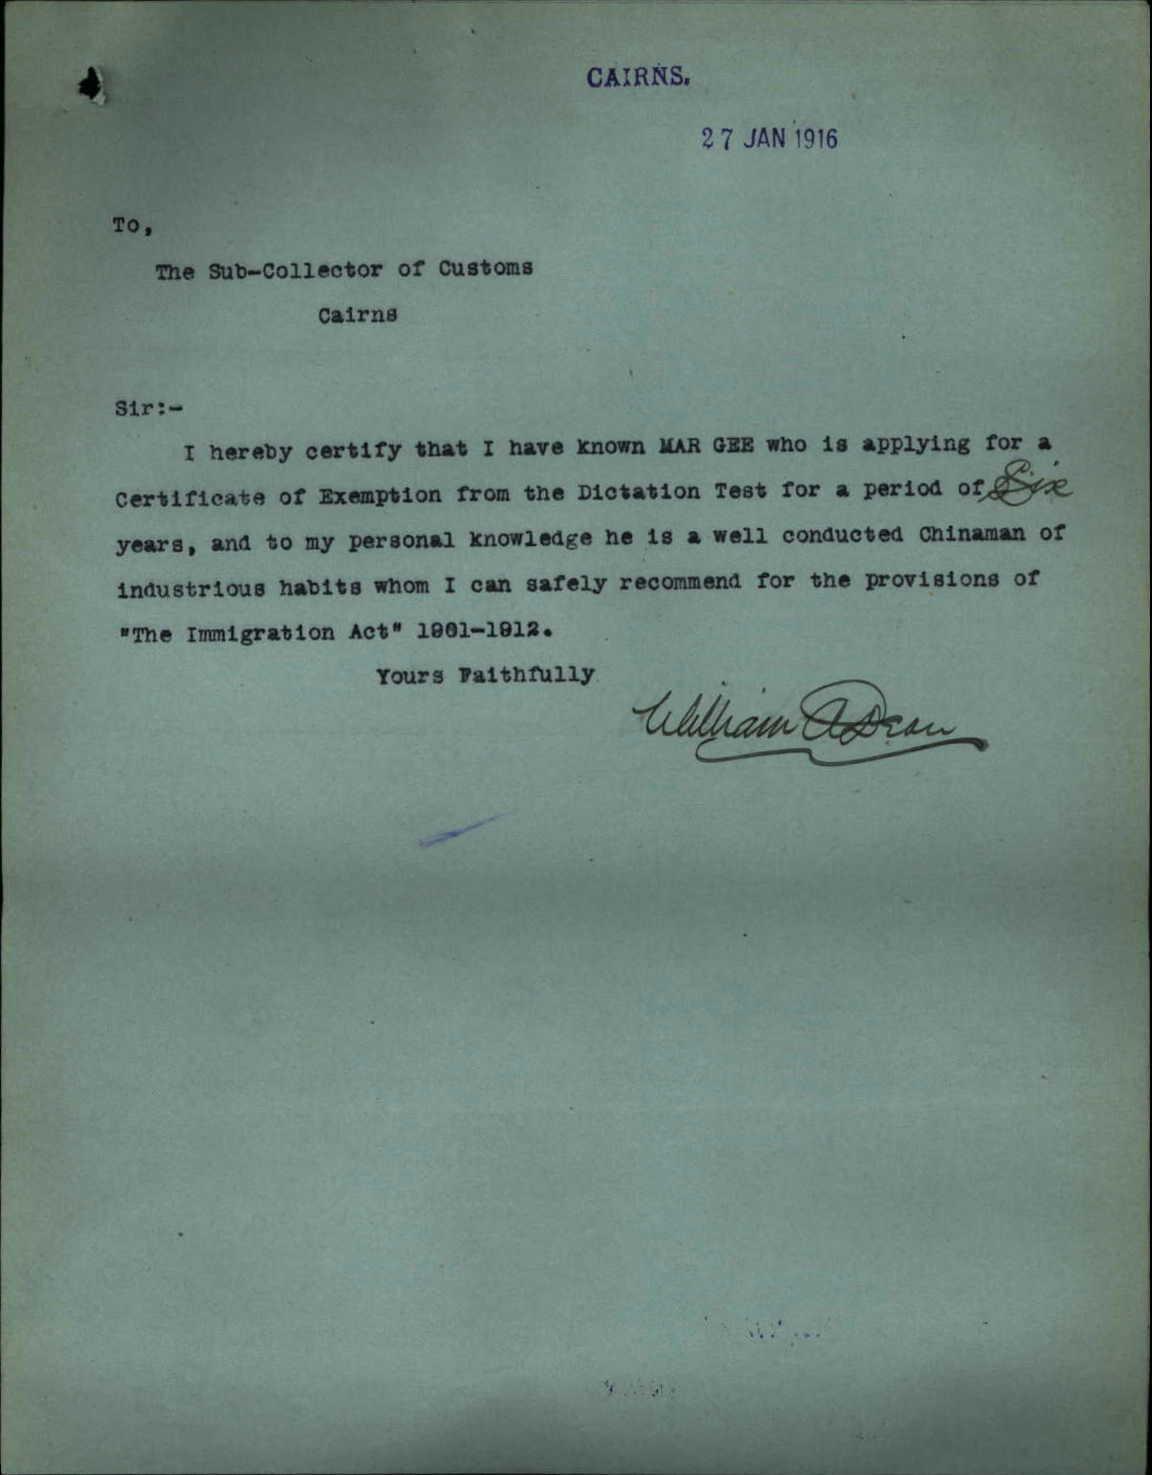 CAIRNS.
27 JAN 1916
To,
The Sub-Collector of Customs
Cairns
Sir:-
I hereby certify that I have known MAR GEE who is applying for a
Certificate of Exemption from the Dictation Test for a period of Six
years, and to my personal knowledge he is a well conducted Chinaman of
industrious habits whom I can safely recommend for the provisions of
"The Immigration Act" 1901-1912.
Yours Faithfully
William A Dean